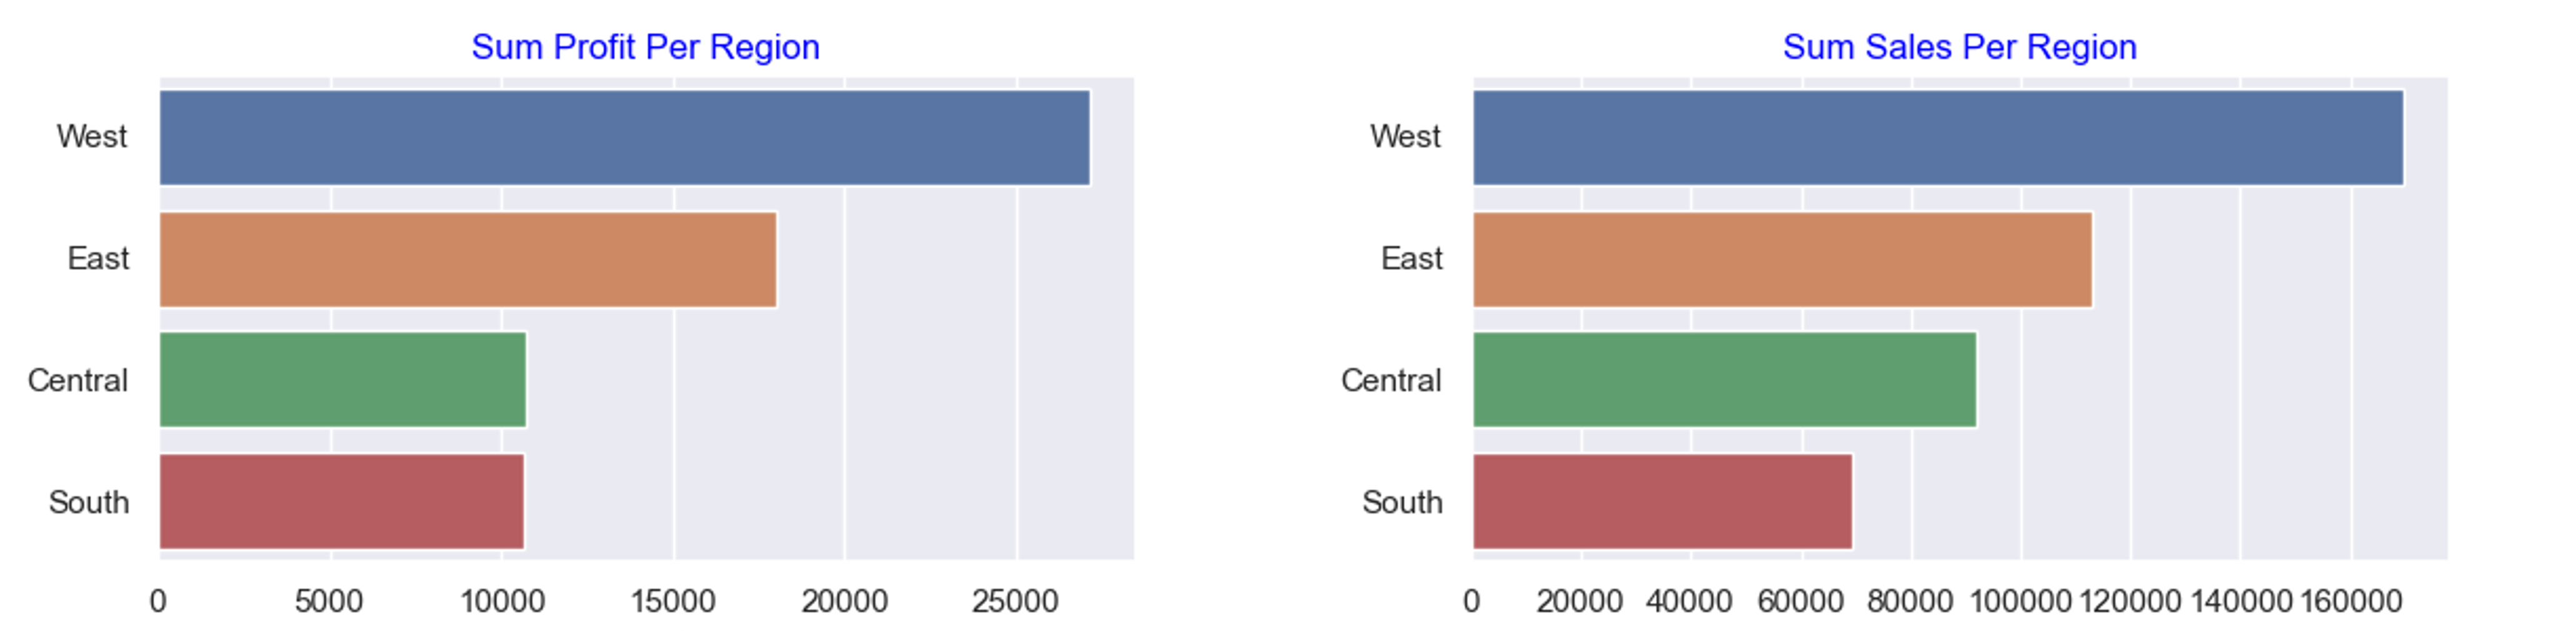 Sum Profit Per Region
West
East
Central
South
0 5000 10000 15000 20000 25000
Sum Sales Per Region
West
East
Central
South
0 20000 40000 60000 80000 100000 120000 140000 160000